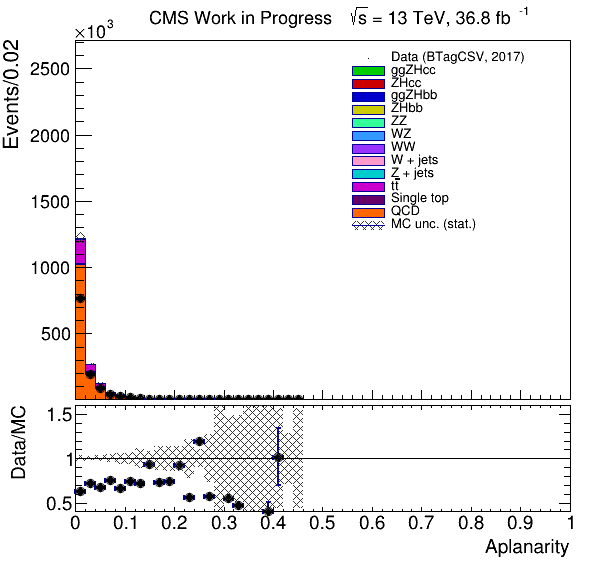 CMS Work in Progress √s = 13 TeV, 36.8 fb⁻¹
×10³
Events/0.02
2500
2000
1500
1000
500
Data (BTagCSV, 2017)
ggZHcc
ZHcc
ggZHbb
ZHbb
ZZ
WZ
WW
W + jets
Z + jets
tt̅
Single top
QCD
MC unc. (stat.)
Data/MC
1.5
1
0.5
0 0.1 0.2 0.3 0.4 0.5 0.6 0.7 0.8 0.9 1
Aplanarity